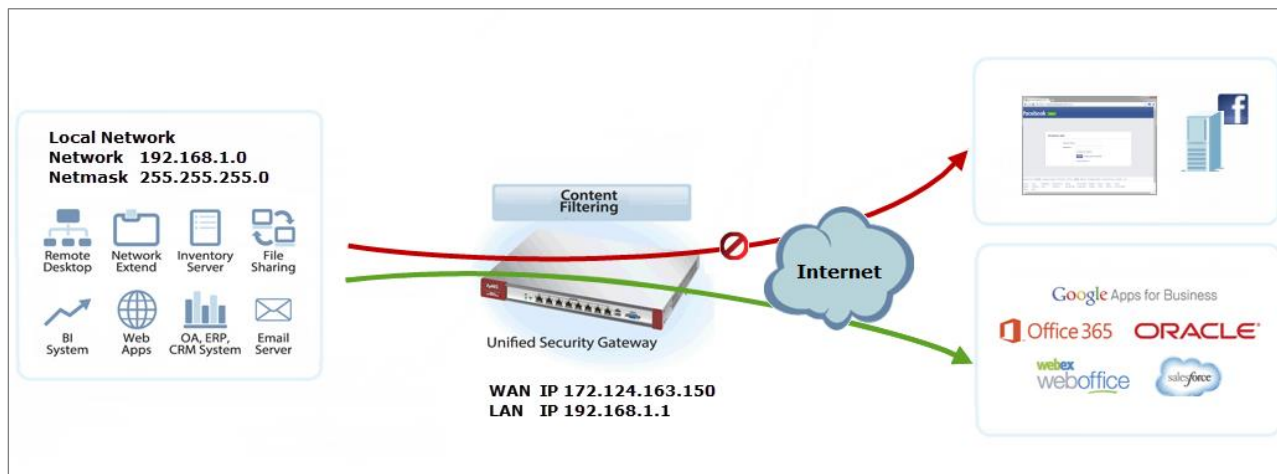 Local Network
Network 192.168.1.0
Netmask 255.255.255.0
Remote
Desktop
Network
Extend
Inventory
Server
File
Sharing
BI
System
Web
Apps
OA, ERP,
CRM System
Email
Server
Content
Filtering
Unified Security Gateway
WAN IP 172.124.163.150
LAN IP 192.168.1.1
Internet
facebook
f
Google Apps for Business
Office 365
ORACLE
webex
weboffice
salesforce